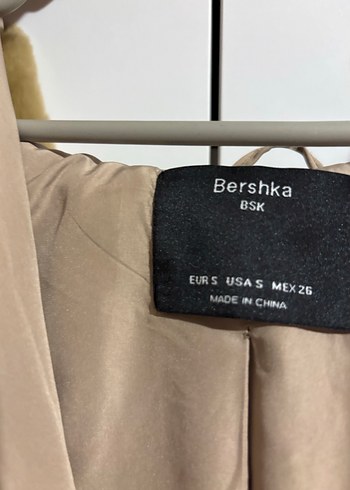 Bershka
BSK
EUR S USA S MEX 26
MADE IN CHINA